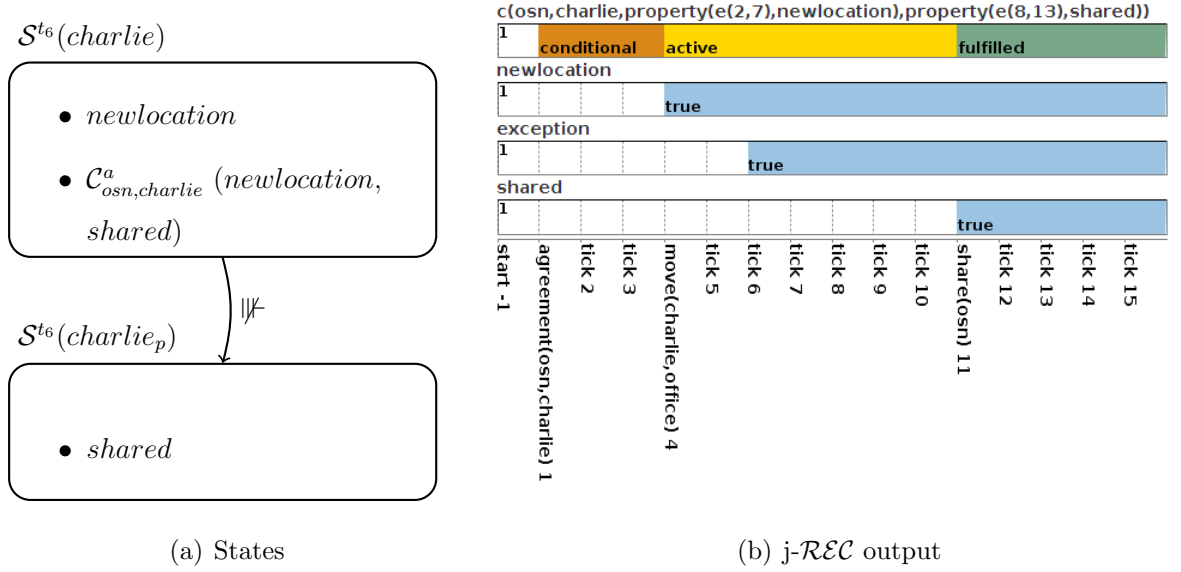 𝒮^{t_6}(charlie)
• newlocation
• 𝒞^a_{osn,charlie} (newlocation,
shared)
⊮
𝒮^{t_6}(charlie_p)
• shared
(a) States
c(osn,charlie,property(e(2,7),newlocation),property(e(8,13),shared))
1
conditional active fulfilled
newlocation
1
true
exception
1
true
shared
1
true
start -1
agreement(osn,charlie) 1
tick 2
tick 3
move(charlie,office) 4
tick 5
tick 6
tick 7
tick 8
tick 9
tick 10
share(osn) 11
tick 12
tick 13
tick 14
tick 15
(b) j-ℛℰ𝒞 output